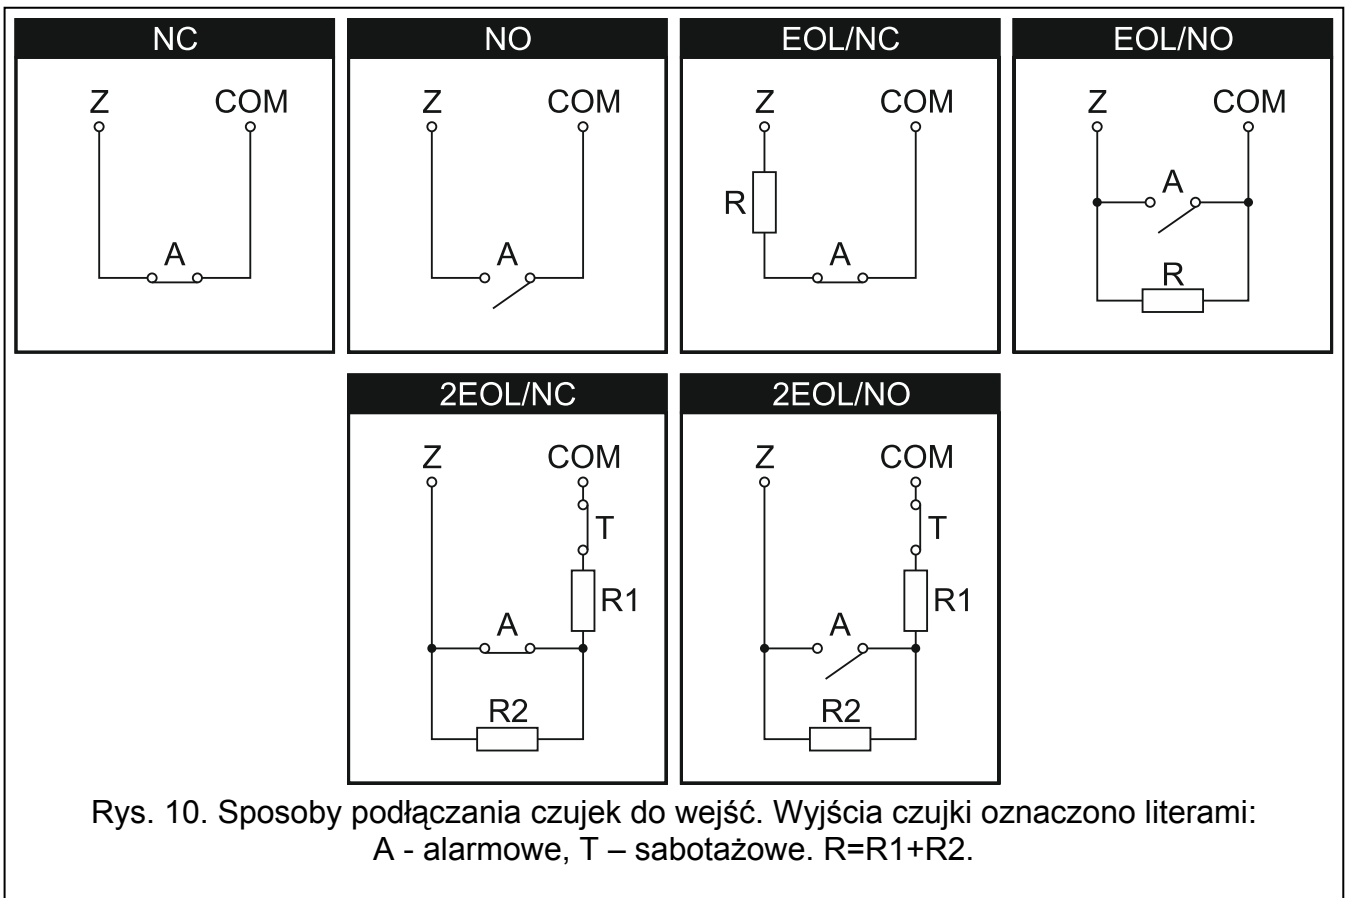 NC
Z COM
A
NO
Z COM
A
EOL/NC
Z COM
R
A
EOL/NO
Z COM
A
R
2EOL/NC
Z COM
T
R1
A
R2
2EOL/NO
Z COM
T
R1
A
R2
Rys. 10. Sposoby podłączania czujek do wejść. Wyjścia czujki oznaczono literami:
A - alarmowe, T – sabotażowe. R=R1+R2.